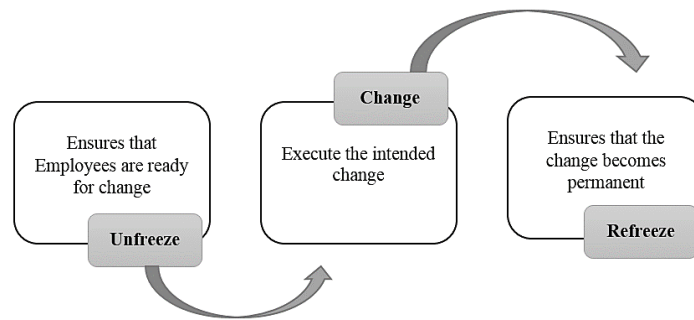 Ensures that
Employees are ready
for change
Unfreeze
Change
Execute the intended
change
Ensures that the
change becomes
permanent
Refreeze